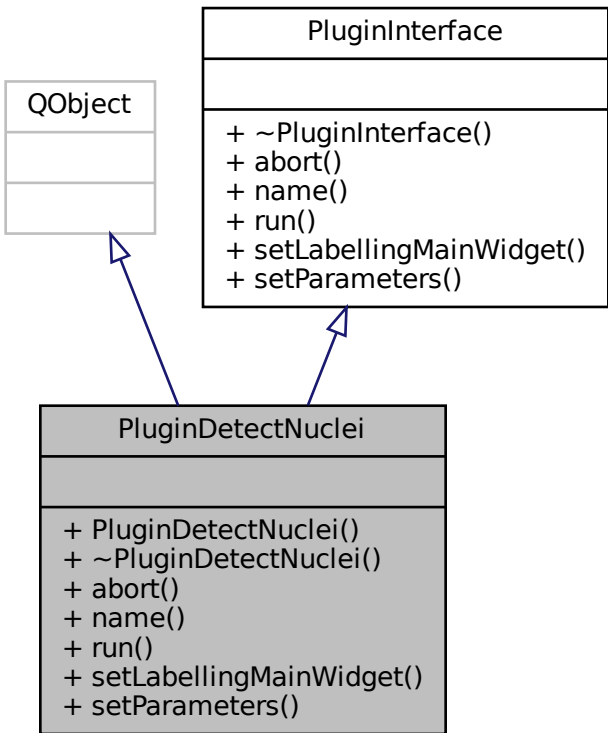 PluginInterface
+ ~PluginInterface()
+ abort()
+ name()
+ run()
+ setLabellingMainWidget()
+ setParameters()
QObject
PluginDetectNuclei
+ PluginDetectNuclei()
+ ~PluginDetectNuclei()
+ abort()
+ name()
+ run()
+ setLabellingMainWidget()
+ setParameters()